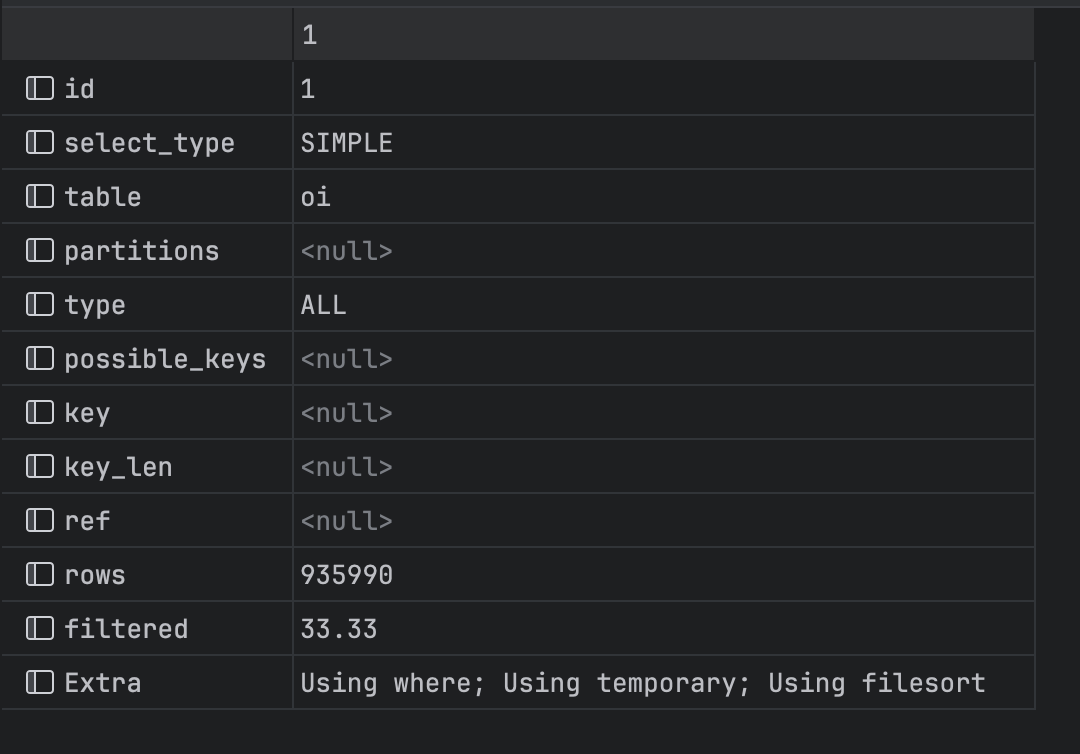 1
id 1
select_type SIMPLE
table oi
partitions <null>
type ALL
possible_keys <null>
key <null>
key_len <null>
ref <null>
rows 935990
filtered 33.33
Extra Using where; Using temporary; Using filesort